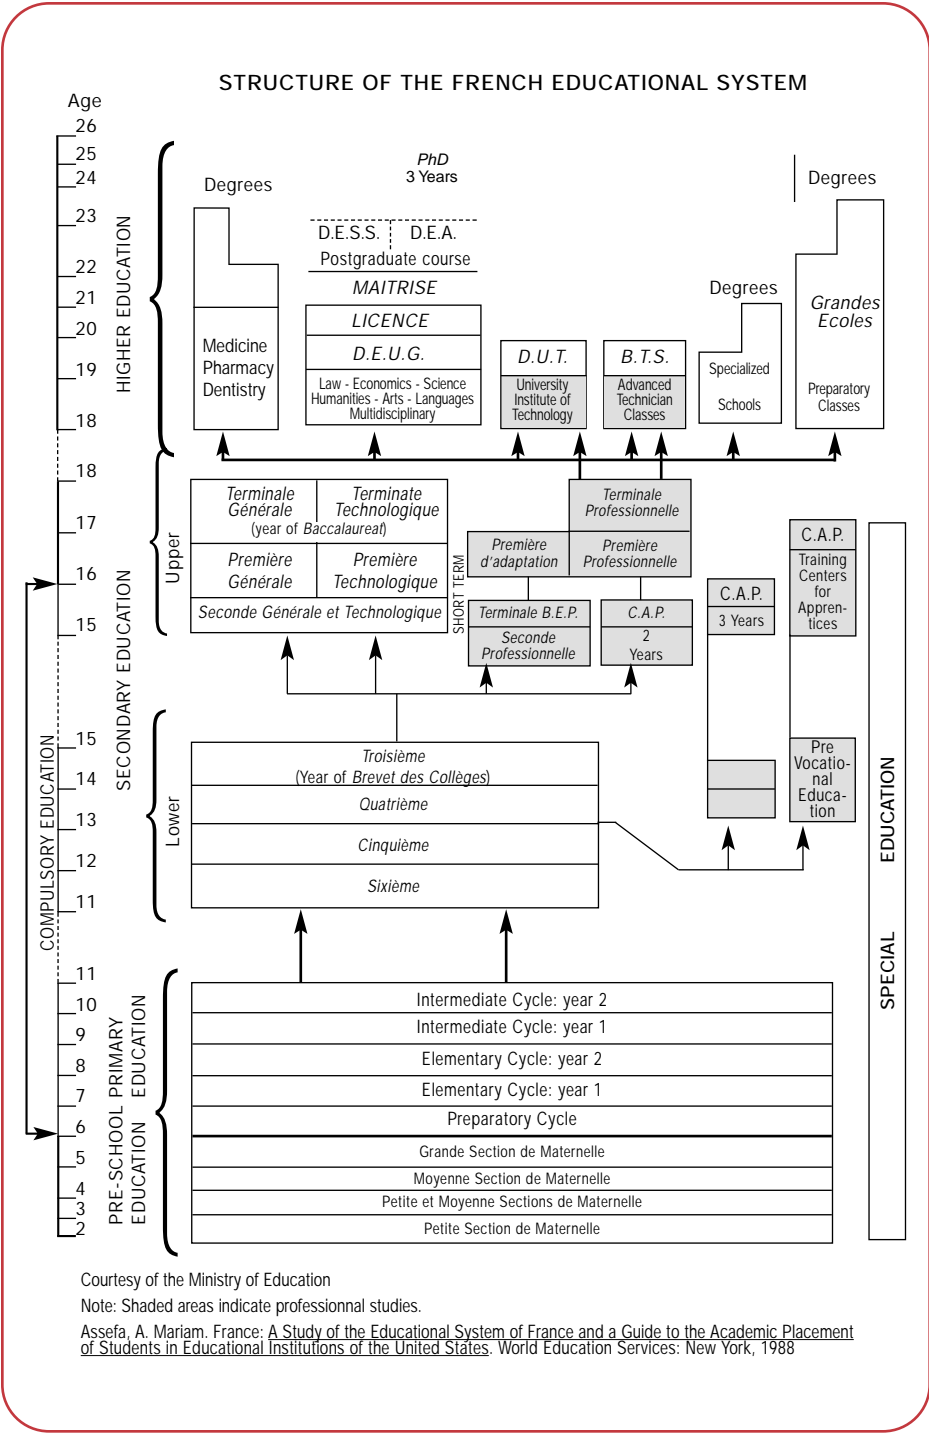 STRUCTURE OF THE FRENCH EDUCATIONAL SYSTEM
Age
26
25
24
23
22
21
20
19
18
18
17
16
15
15
14
13
12
11
11
10
9
8
7
6
5
4
3
2
HIGHER EDUCATION
SECONDARY EDUCATION
COMPULSORY EDUCATION
Upper
Lower
PRE-SCHOOL PRIMARY
EDUCATION EDUCATION
Degrees
Medicine
Pharmacy
Dentistry
PhD
3 Years
D.E.S.S. D.E.A.
Postgraduate course
MAITRISE
LICENCE
D.E.U.G.
Law - Economics - Science
Humanities - Arts - Languages
Multidisciplinary
D.U.T.
University
Institute of
Technology
B.T.S.
Advanced
Technician
Classes
Degrees
Specialized
Schools
Degrees
Grandes
Ecoles
Preparatory
Classes
Terminale
Générale
Terminate
Technologique
(year of Baccalaureat)
Première
Générale
Première
Technologique
Seconde Générale et Technologique
SHORT TERM
Terminale
Professionnelle
Première
d'adaptation
Première
Professionnelle
Terminale B.E.P.
Seconde
Professionnelle
C.A.P.
2
Years
C.A.P.
3 Years
C.A.P.
Training
Centers
for
Appren-
tices
Troisième
(Year of Brevet des Collèges)
Quatrième
Cinquième
Sixième
Pre
Vocatio-
nal
Educa-
tion
SPECIAL EDUCATION
Intermediate Cycle: year 2
Intermediate Cycle: year 1
Elementary Cycle: year 2
Elementary Cycle: year 1
Preparatory Cycle
Grande Section de Maternelle
Moyenne Section de Maternelle
Petite et Moyenne Sections de Maternelle
Petite Section de Maternelle
Courtesy of the Ministry of Education
Note: Shaded areas indicate professionnal studies.
Assefa, A. Mariam. France: A Study of the Educational System of France and a Guide to the Academic Placement
of Students in Educational Institutions of the United States. World Education Services: New York, 1988